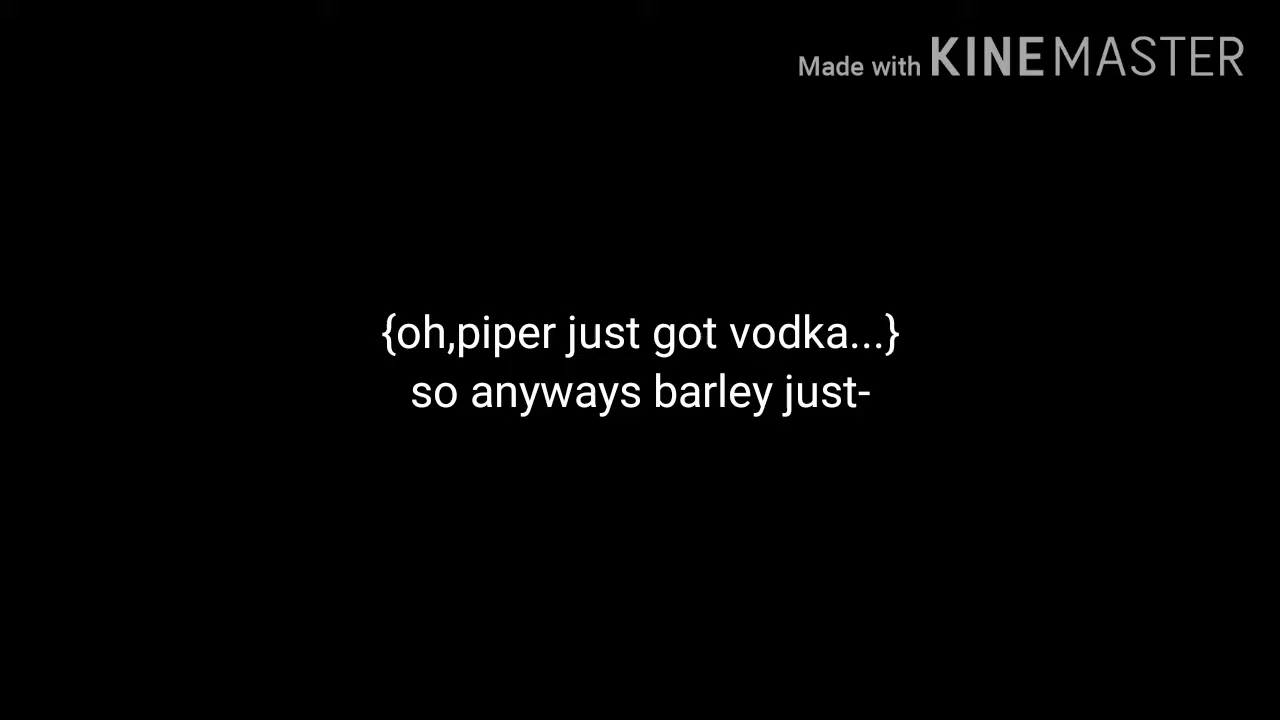 Made with KINEMASTER
{oh,piper just got vodka...}
so anyways barley just-